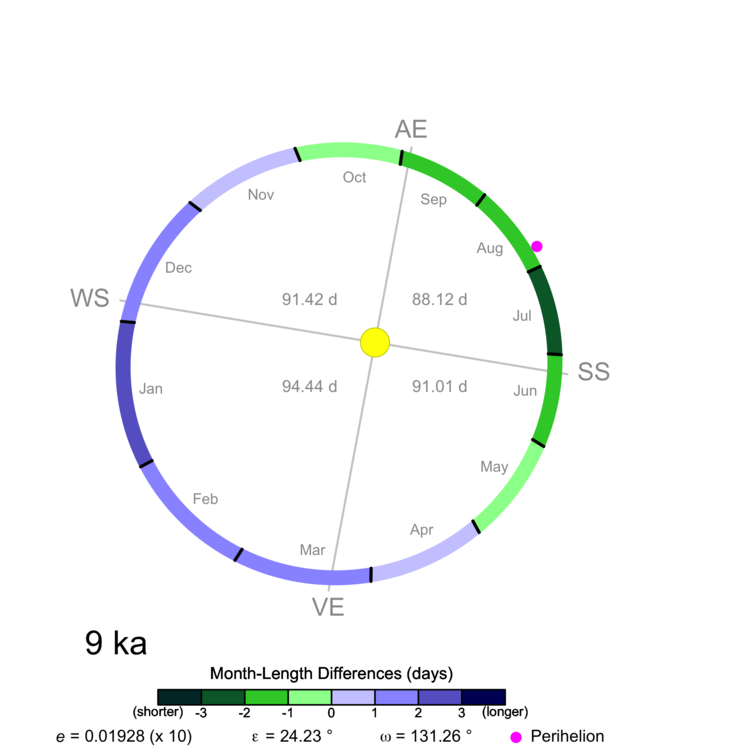 AE
Oct
Sep
Nov
Aug
Dec
WS
91.42 d
88.12 d
Jul
SS
94.44 d
91.01 d
Jan
Jun
May
Feb
Apr
Mar
VE
9 ka
Month-Length Differences (days)
(shorter) -3 -2 -1 0 1 2 3 (longer)
e = 0.01928 (x 10) ε = 24.23 ° ω = 131.26 ° Perihelion